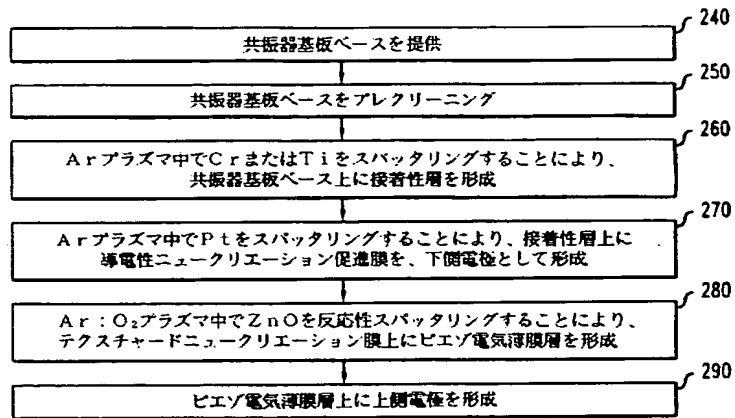 240
共振器基板ベースを提供
250
共振器基板ベースをプレクリーニング
260
Arプラズマ中でCrまたはTiをスパッタリングすることにより、
共振器基板ベース上に接着性層を形成
270
Arプラズマ中でPtをスパッタリングすることにより、接着性層上に
導電性ニュークリエーション促進膜を、下側電極として形成
280
Ar：O₂プラズマ中でZnOを反応性スパッタリングすることにより、
テクスチャードニュークリエーション膜上にピエゾ電気薄膜層を形成
290
ピエゾ電気薄膜層上に上側電極を形成